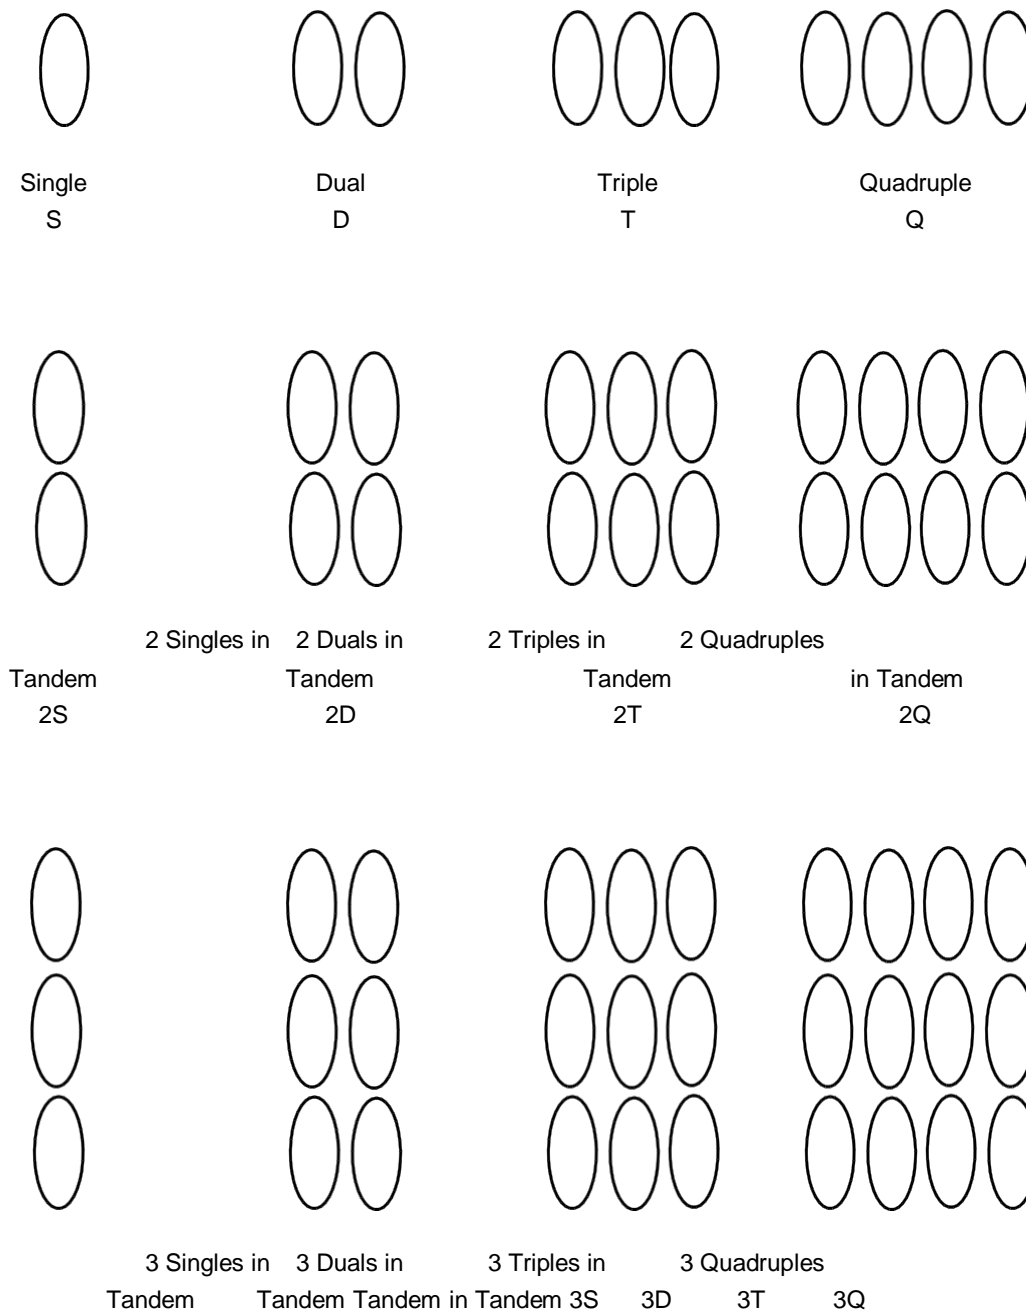 Single Dual Triple Quadruple
S D T Q
2 Singles in 2 Duals in 2 Triples in 2 Quadruples
Tandem Tandem Tandem in Tandem
2S 2D 2T 2Q
3 Singles in 3 Duals in 3 Triples in 3 Quadruples
Tandem Tandem Tandem in Tandem 3S 3D 3T 3Q